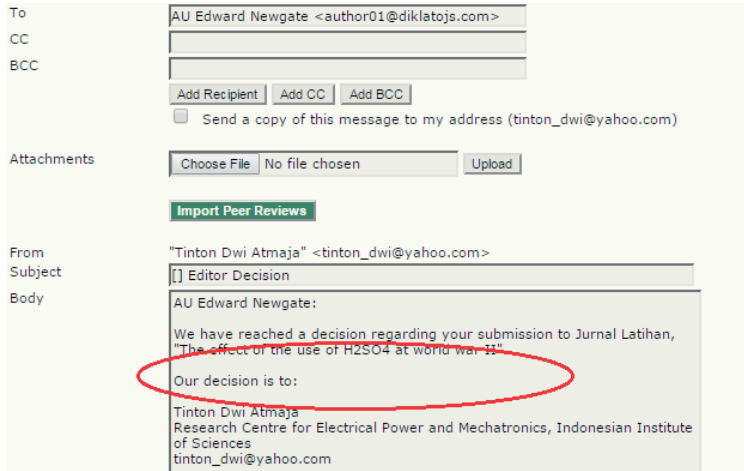 To
AU Edward Newgate <author01@diklatojs.com>
CC
BCC
Add Recipient Add CC Add BCC
Send a copy of this message to my address (tinton_dwi@yahoo.com)
Attachments
Choose File No file chosen Upload
Import Peer Reviews
From
"Tinton Dwi Atmaja" <tinton_dwi@yahoo.com>
Subject
[] Editor Decision
Body
AU Edward Newgate:
We have reached a decision regarding your submission to Jurnal Latihan,
"The effect of the use of H2SO4 at world war II"
Our decision is to:
Tinton Dwi Atmaja
Research Centre for Electrical Power and Mechatronics, Indonesian Institute
of Sciences
tinton_dwi@yahoo.com